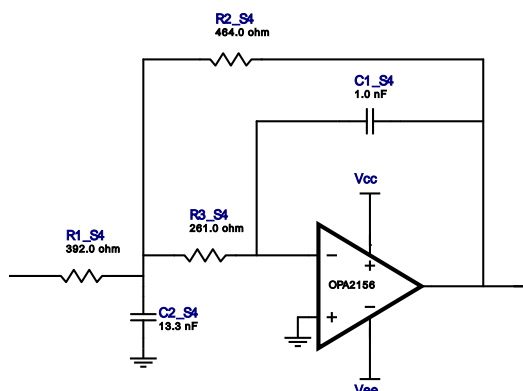 R2_S4
464.0 ohm
C1_S4
1.0 nF
Vcc
R1_S4
392.0 ohm
R3_S4
261.0 ohm
−
+
OPA2156
C2_S4
13.3 nF
+
−
Vee